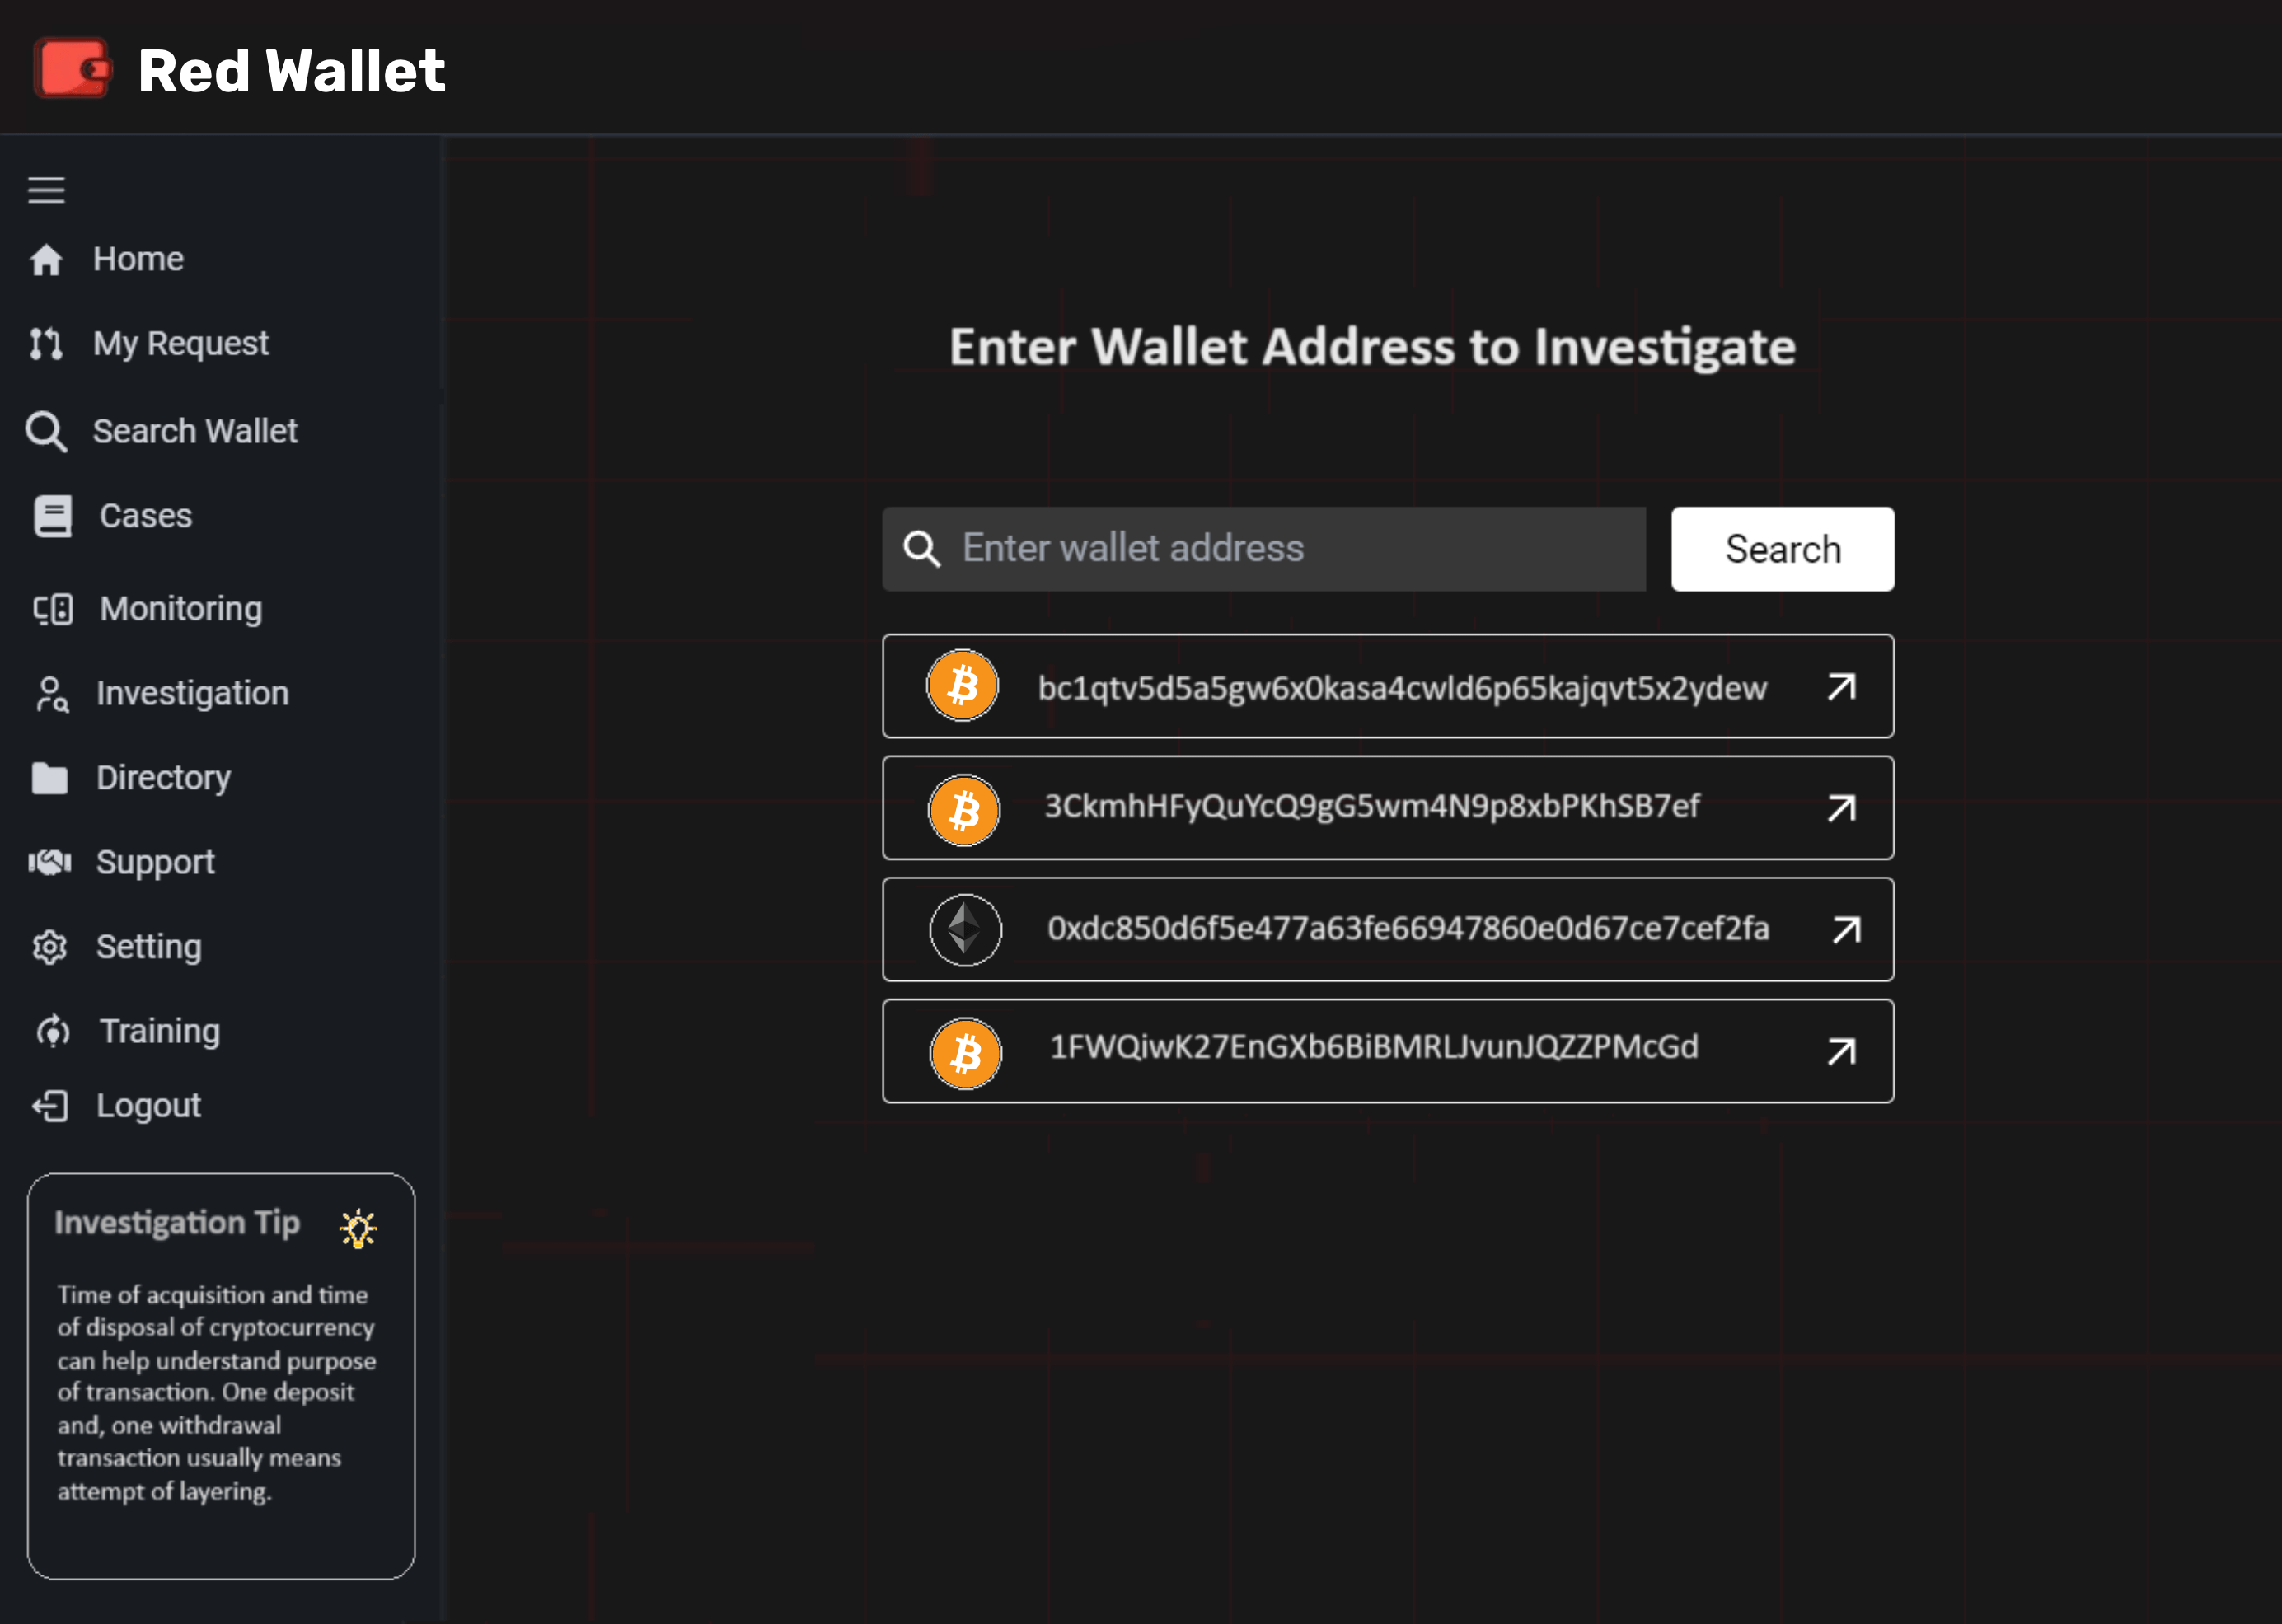 Red Wallet
Home
My Request
Search Wallet
Cases
Monitoring
Investigation
Directory
Support
Setting
Training
Logout
Investigation Tip
Time of acquisition and time
of disposal of cryptocurrency
can help understand purpose
of transaction. One deposit
and, one withdrawal
transaction usually means
attempt of layering.
Enter Wallet Address to Investigate
Enter wallet address
Search
bc1qtv5d5a5gw6x0kasa4cwld6p65kajqvt5x2ydew
3CkmhHFyQuYcQ9gG5wm4N9p8xbPKhSB7ef
0xdc850d6f5e477a63fe66947860e0d67ce7cef2fa
1FWQiwK27EnGXb6BiBMRLJvunJQZZPMcGd